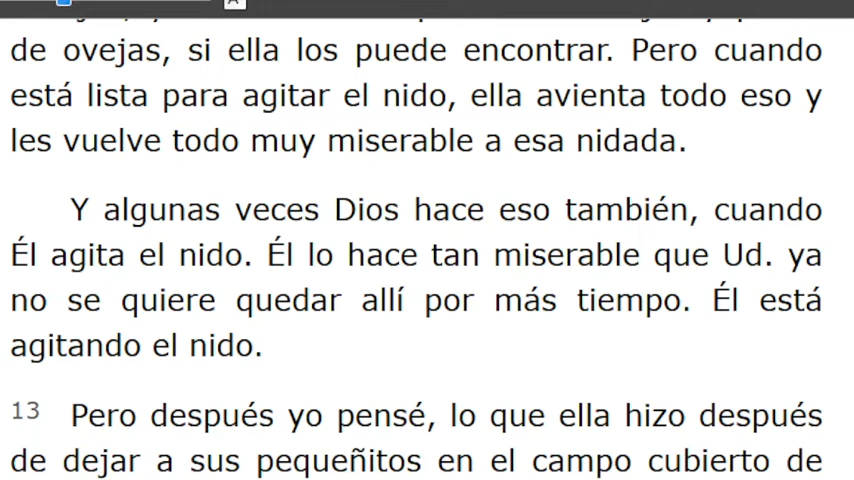 de ovejas, si ella los puede encontrar. Pero cuando
está lista para agitar el nido, ella avienta todo eso y
les vuelve todo muy miserable a esa nidada.
Y algunas veces Dios hace eso también, cuando
Él agita el nido. Él lo hace tan miserable que Ud. ya
no se quiere quedar allí por más tiempo. Él está
agitando el nido.
13 Pero después yo pensé, lo que ella hizo después
de dejar a sus pequeñitos en el campo cubierto de